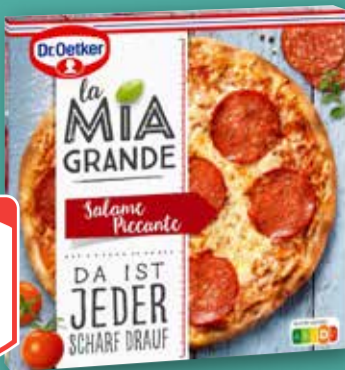 Dr.Oetker
la
MIA
GRANDE
Salame
Piccante
DA IST
JEDER
SCHARF DRAUF
D